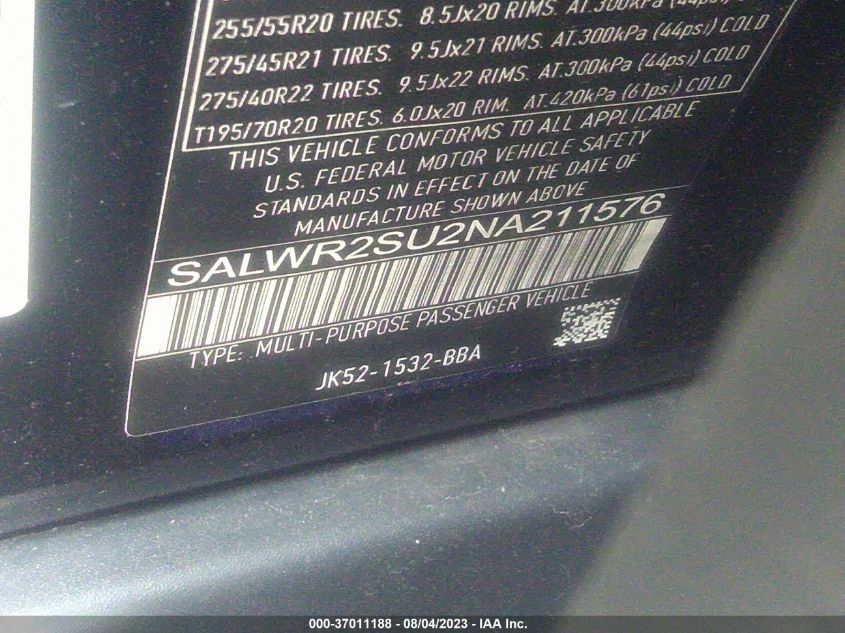 255/55R20 TIRES. 8.5Jx20 RIMS. AT.300kPa (44psi)
275/45R21 TIRES. 9.5Jx21 RIMS. AT.300kPa (44psi) COLD
275/40R22 TIRES. 9.5Jx22 RIMS. AT.300kPa (44psi) COLD
T195/70R20 TIRES. 6.0Jx20 RIM. AT.420kPa (61psi) COLD
THIS VEHICLE CONFORMS TO ALL APPLICABLE
U.S. FEDERAL MOTOR VEHICLE SAFETY
STANDARDS IN EFFECT ON THE DATE OF
MANUFACTURE SHOWN ABOVE
SALWR2SU2NA211576
TYPE: MULTI-PURPOSE PASSENGER VEHICLE
JK52-1532-BBA
000-37011188 - 08/04/2023 - IAA Inc.